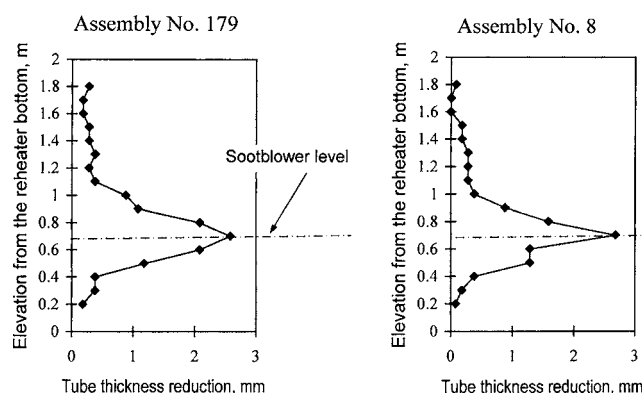 Assembly No. 179
Elevation from the reheater bottom, m
2
1.8
1.6
1.4
1.2
1
0.8
0.6
0.4
0.2
0
0 1 2 3
Tube thickness reduction, mm
Sootblower level
Assembly No. 8
Elevation from the reheater bottom, m
2
1.8
1.6
1.4
1.2
1
0.8
0.6
0.4
0.2
0
0 1 2 3
Tube thickness reduction, mm